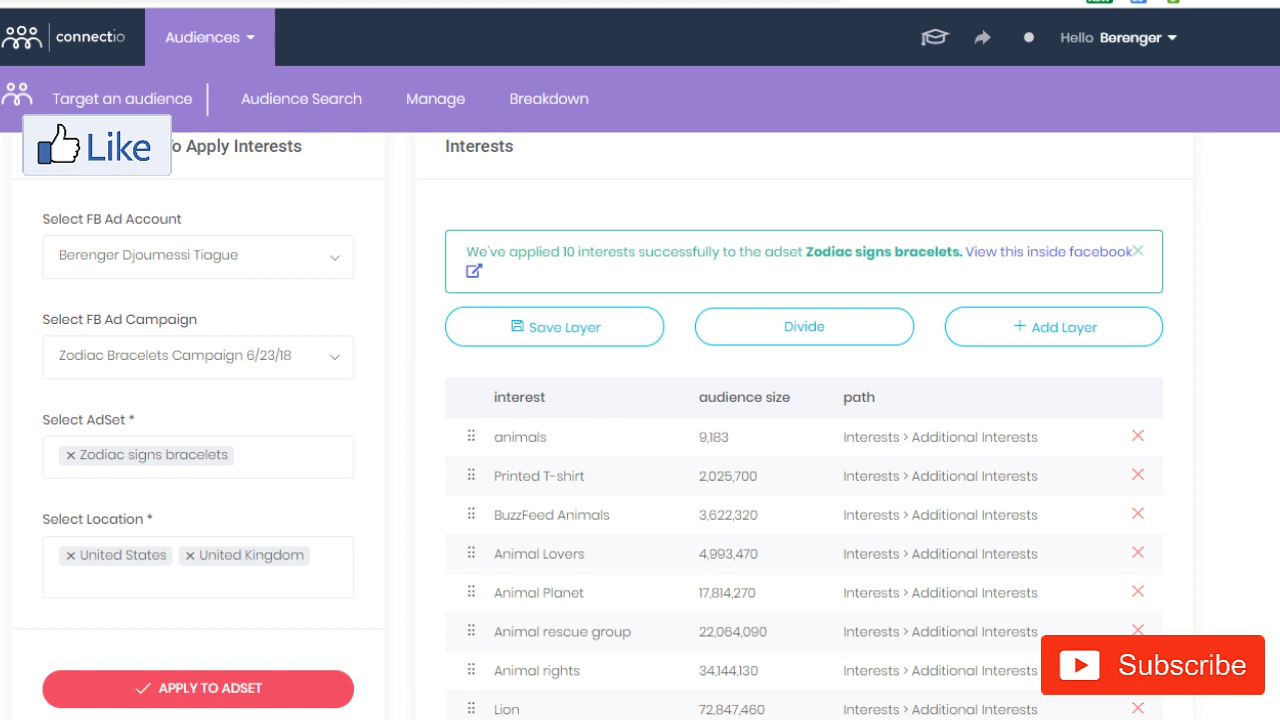 connectio
Audiences
Hello Berenger
Target an audience
Audience Search
Manage
Breakdown
Like
To Apply Interests
Interests
Select FB Ad Account
Berenger Djoumessi Tiague
Select FB Ad Campaign
Zodiac Bracelets Campaign 6/23/18
Select AdSet *
× Zodiac signs bracelets
Select Location *
× United States × United Kingdom
APPLY TO ADSET
We've applied 10 interests successfully to the adset Zodiac signs bracelets. View this inside facebook
Save Layer
Divide
+ Add Layer
interest audience size path
animals 9,183 Interests > Additional Interests
Printed T-shirt 2,025,700 Interests > Additional Interests
BuzzFeed Animals 3,622,320 Interests > Additional Interests
Animal Lovers 4,993,470 Interests > Additional Interests
Animal Planet 17,814,270 Interests > Additional Interests
Animal rescue group 22,064,090 Interests > Additional Interests
Animal rights 34,144,130 Interests > Additional Interests
Lion 72,847,460 Interests > Additional Interests
Subscribe